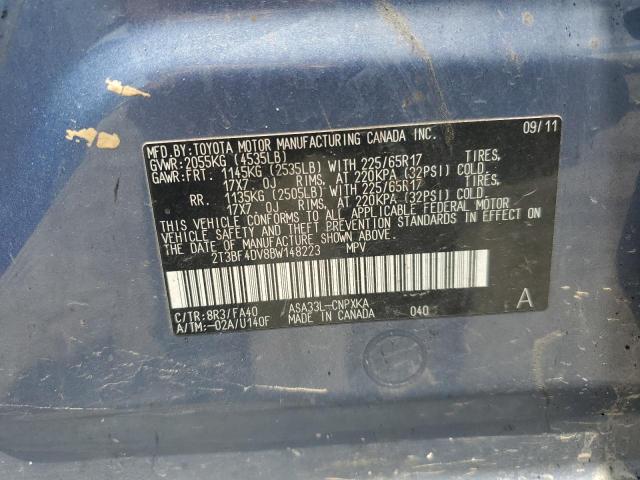 MFD.BY:TOYOTA MOTOR MANUFACTURING CANADA INC. 09/11
GVWR:2055KG (4535LB)
GAWR:FRT. 1145KG (2535LB) WITH 225/65R17 TIRES,
17X7. 0J RIMS, AT 220KPA (32PSI) COLD.
RR. 1135KG (2505LB) WITH 225/65R17 TIRES,
17X7. 0J RIMS, AT 220KPA (32PSI) COLD.
THIS VEHICLE CONFORMS TO ALL APPLICABLE FEDERAL MOTOR
VEHICLE SAFETY AND THEFT PREVENTION STANDARDS IN EFFECT ON
THE DATE OF MANUFACTURE SHOWN ABOVE.
2T3BF4DV8BW148223 MPV
C/TR:8R3/FA40 ASA33L-CNPXKA 040 A
A/TM:-02A/U140F MADE IN CANADA